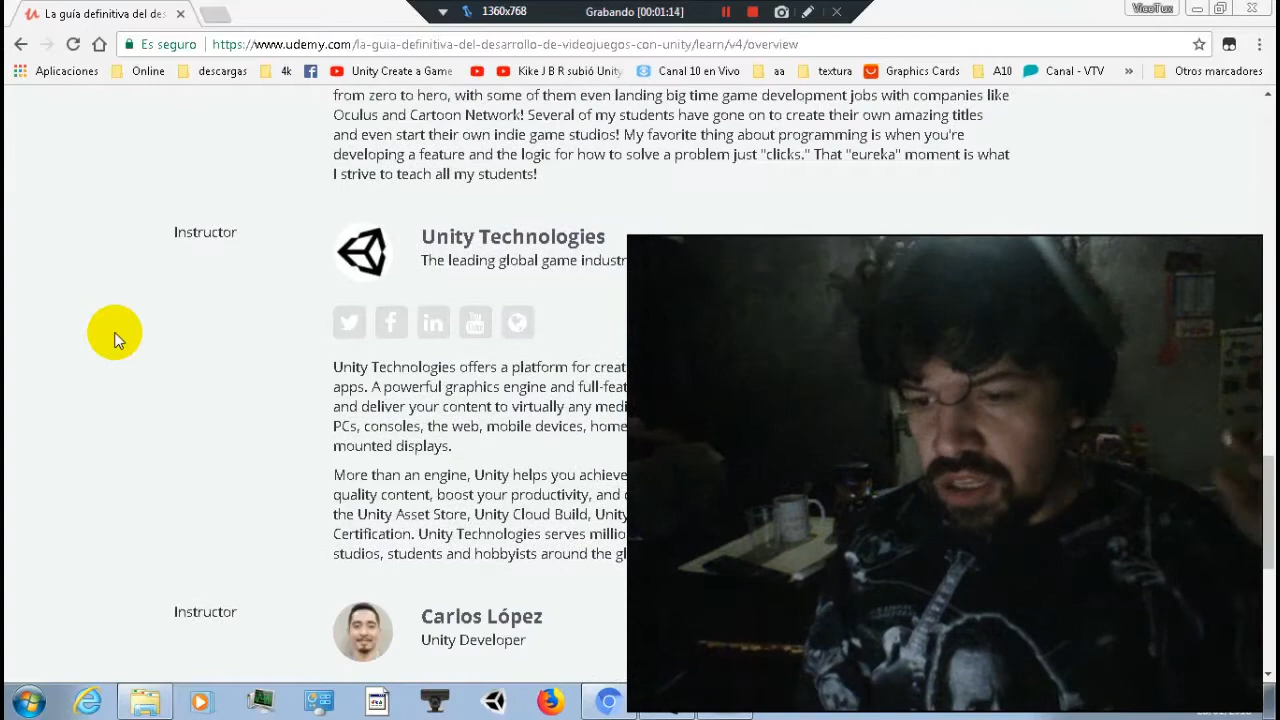 1360x768
Grabando [00:01:14]
La guía definitiva del des
VicoTux
Es seguro
https://www.udemy.com/la-guia-definitiva-del-desarrollo-de-videojuegos-con-unity/learn/v4/overview
Aplicaciones Online descargas 4k Unity Create a Game Kike J B R subió Unity Canal 10 en Vivo aa textura Graphics Cards A10 Canal - VTV » Otros marcadores
from zero to hero, with some of them even landing big time game development jobs with companies like
Oculus and Cartoon Network! Several of my students have gone on to create their own amazing titles
and even start their own indie game studios! My favorite thing about programming is when you're
developing a feature and the logic for how to solve a problem just "clicks." That "eureka" moment is what
I strive to teach all my students!
Instructor
Unity Technologies
The leading global game industr
Unity Technologies offers a platform for creat
apps. A powerful graphics engine and full-feat
and deliver your content to virtually any medi
PCs, consoles, the web, mobile devices, home
mounted displays.
More than an engine, Unity helps you achieve
quality content, boost your productivity, and
the Unity Asset Store, Unity Cloud Build, Unity
Certification. Unity Technologies serves millio
studios, students and hobbyists around the gl
Instructor
Carlos López
Unity Developer